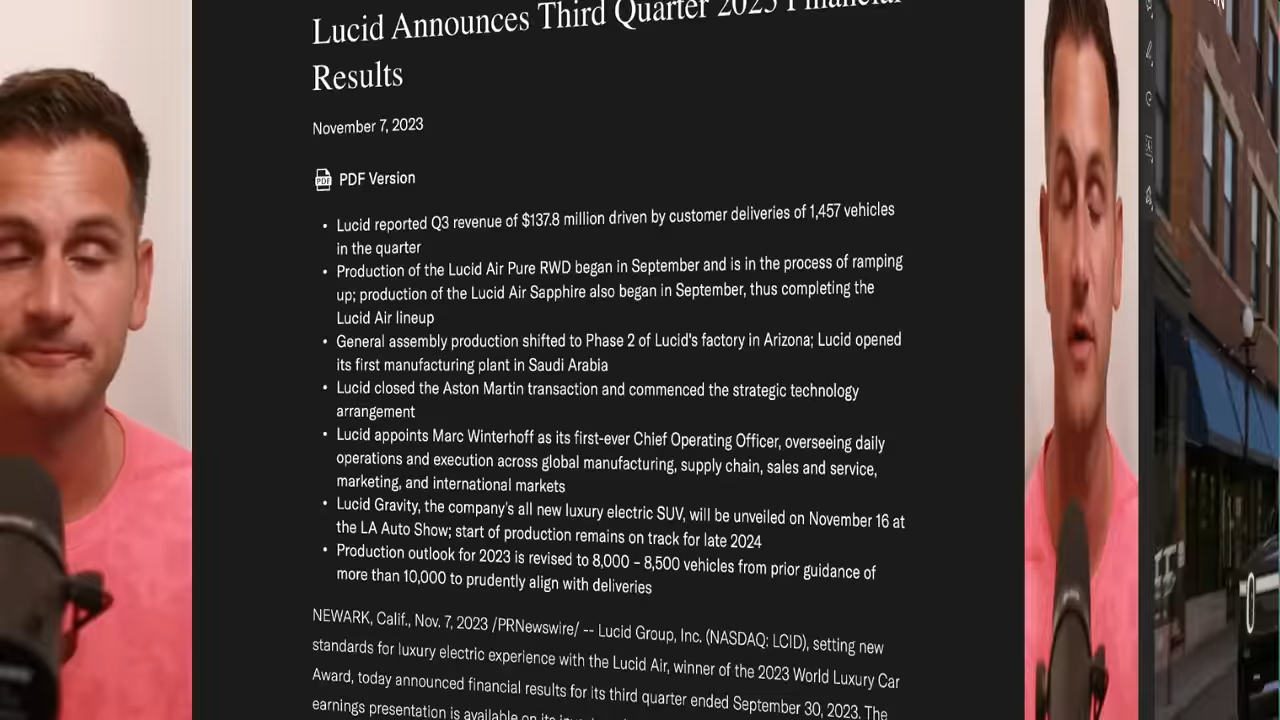 Lucid Announces Third Quarter 2023 Financial
Results
November 7, 2023
PDF PDF Version
• Lucid reported Q3 revenue of $137.8 million driven by customer deliveries of 1,457 vehicles
in the quarter
• Production of the Lucid Air Pure RWD began in September and is in the process of ramping
up; production of the Lucid Air Sapphire also began in September, thus completing the
Lucid Air lineup
• General assembly production shifted to Phase 2 of Lucid's factory in Arizona; Lucid opened
its first manufacturing plant in Saudi Arabia
• Lucid closed the Aston Martin transaction and commenced the strategic technology
arrangement
• Lucid appoints Marc Winterhoff as its first-ever Chief Operating Officer, overseeing daily
operations and execution across global manufacturing, supply chain, sales and service,
marketing, and international markets
• Lucid Gravity, the company's all new luxury electric SUV, will be unveiled on November 16 at
the LA Auto Show; start of production remains on track for late 2024
• Production outlook for 2023 is revised to 8,000 – 8,500 vehicles from prior guidance of
more than 10,000 to prudently align with deliveries
NEWARK, Calif., Nov. 7, 2023 /PRNewswire/ -- Lucid Group, Inc. (NASDAQ: LCID), setting new
standards for luxury electric experience with the Lucid Air, winner of the 2023 World Luxury Car
Award, today announced financial results for its third quarter ended September 30, 2023. The
earnings presentation is available on its